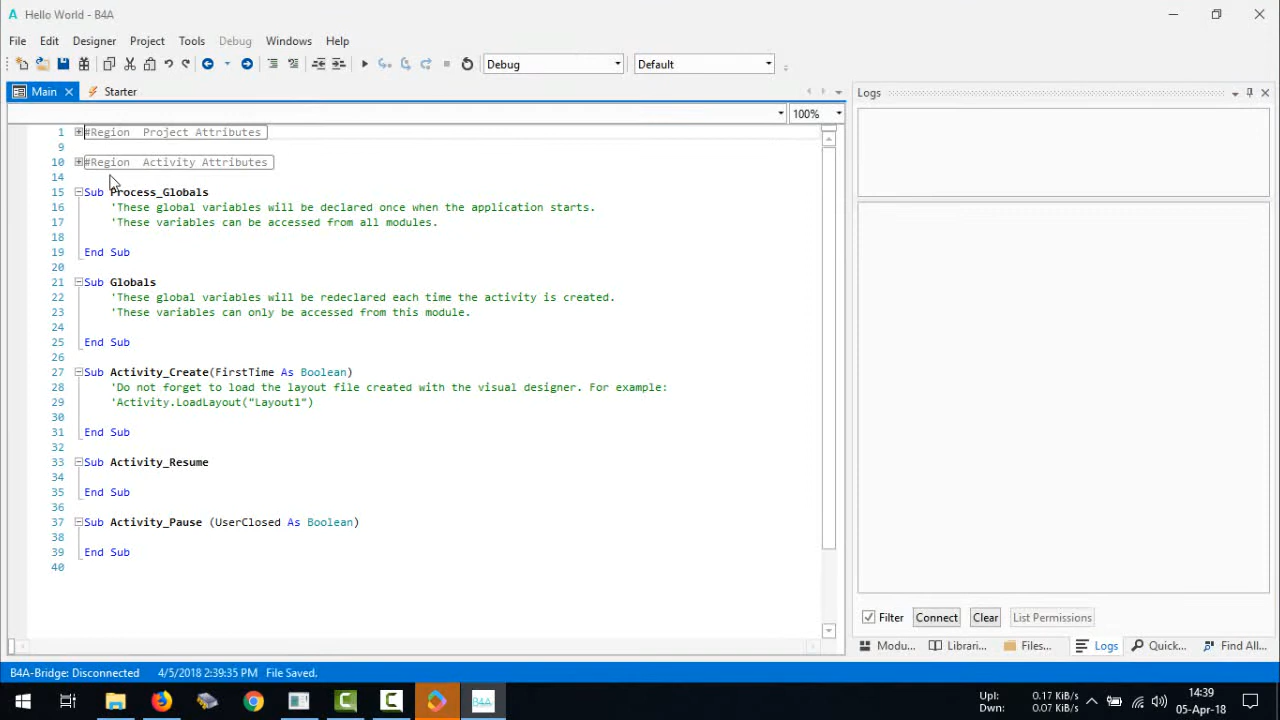 Hello World - B4A
File Edit Designer Project Tools Debug Windows Help
Debug Default
Main Starter
100%
Logs
1 #Region Project Attributes
9
10 #Region Activity Attributes
14
15 Sub Process_Globals
16 'These global variables will be declared once when the application starts.
17 'These variables can be accessed from all modules.
18
19 End Sub
20
21 Sub Globals
22 'These global variables will be redeclared each time the activity is created.
23 'These variables can only be accessed from this module.
24
25 End Sub
26
27 Sub Activity_Create(FirstTime As Boolean)
28 'Do not forget to load the layout file created with the visual designer. For example:
29 'Activity.LoadLayout("Layout1")
30
31 End Sub
32
33 Sub Activity_Resume
34
35 End Sub
36
37 Sub Activity_Pause (UserClosed As Boolean)
38
39 End Sub
40
Filter Connect Clear List Permissions
Modu... Librari... Files... Logs Quick... Find All...
B4A-Bridge: Disconnected 4/5/2018 2:39:35 PM File Saved.
B4A
Upl: 0.17 KiB/s
Dwn: 0.07 KiB/s
14:39
05-Apr-18